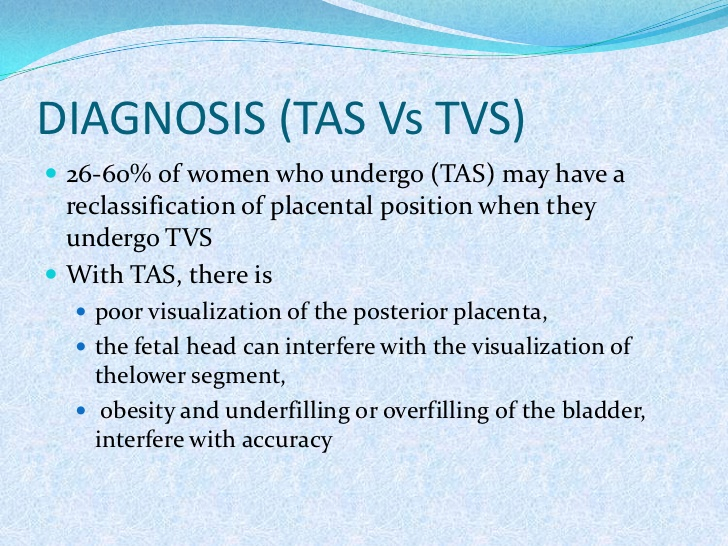 DIAGNOSIS (TAS Vs TVS)
26-60% of women who undergo (TAS) may have a
reclassification of placental position when they
undergo TVS
With TAS, there is
poor visualization of the posterior placenta,
the fetal head can interfere with the visualization of
thelower segment,
obesity and underfilling or overfilling of the bladder,
interfere with accuracy